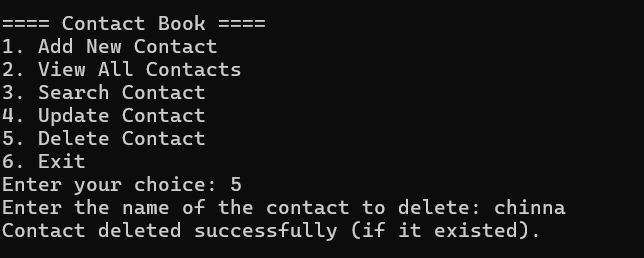 ==== Contact Book ====
1. Add New Contact
2. View All Contacts
3. Search Contact
4. Update Contact
5. Delete Contact
6. Exit
Enter your choice: 5
Enter the name of the contact to delete: chinna
Contact deleted successfully (if it existed).